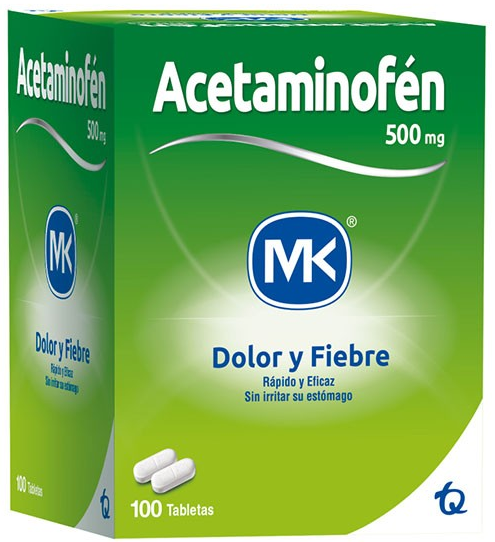 Acetaminofén
500 mg
MK
Dolor y Fiebre
Rápido y Eficaz
Sin irritar su estómago
100 Tabletas
TQ
Acetaminofén
500 mg
MK®
Dolor y Fiebre
Rápido y Eficaz
Sin irritar su estómago
100 Tabletas
TQ